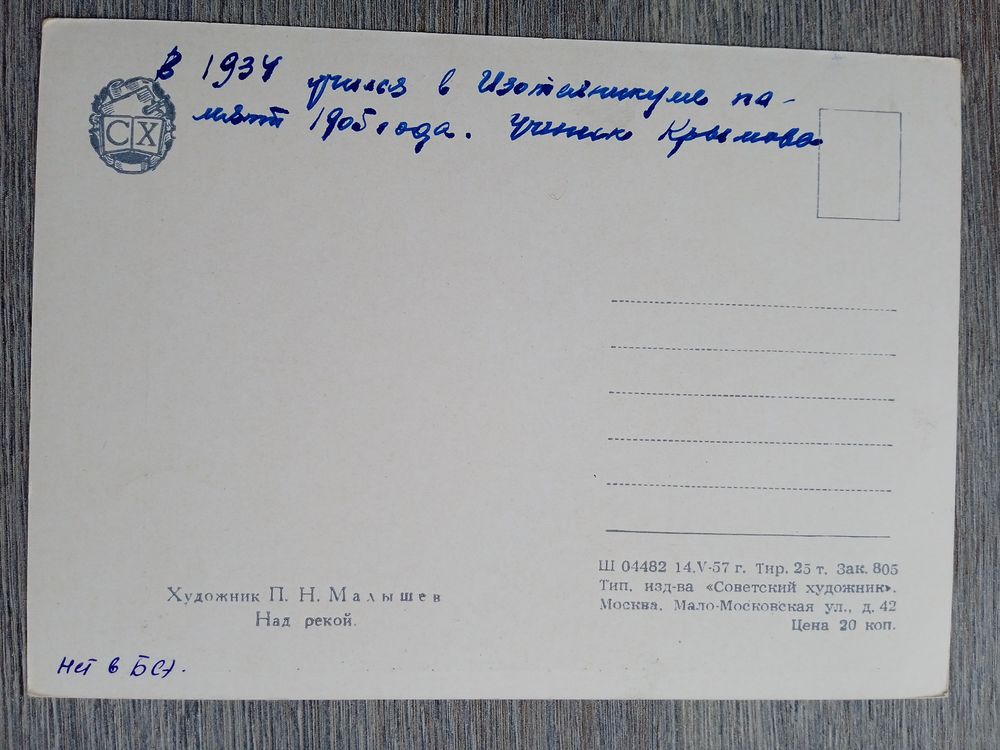 В 1934 учился в Изотехникуме па-
мяти 1905 года. Ученик Крымова
СХ
Ш 04482 14.V-57 г. Тир. 25 т. Зак. 805
Тип. изд-ва «Советский художник».
Москва, Мало-Московская ул., д. 42
Цена 20 коп.
Художник П. Н. Малышев
Над рекой.
Нет в БСЭ.